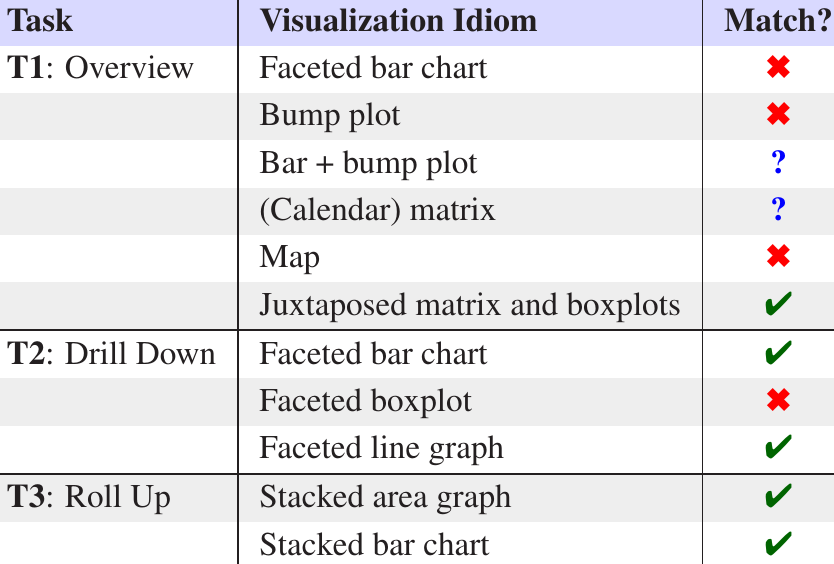 Task Visualization Idiom Match?
T1: Overview Faceted bar chart ✖
Bump plot ✖
Bar + bump plot ?
(Calendar) matrix ?
Map ✖
Juxtaposed matrix and boxplots ✔
T2: Drill Down Faceted bar chart ✔
Faceted boxplot ✖
Faceted line graph ✔
T3: Roll Up Stacked area graph ✔
Stacked bar chart ✔